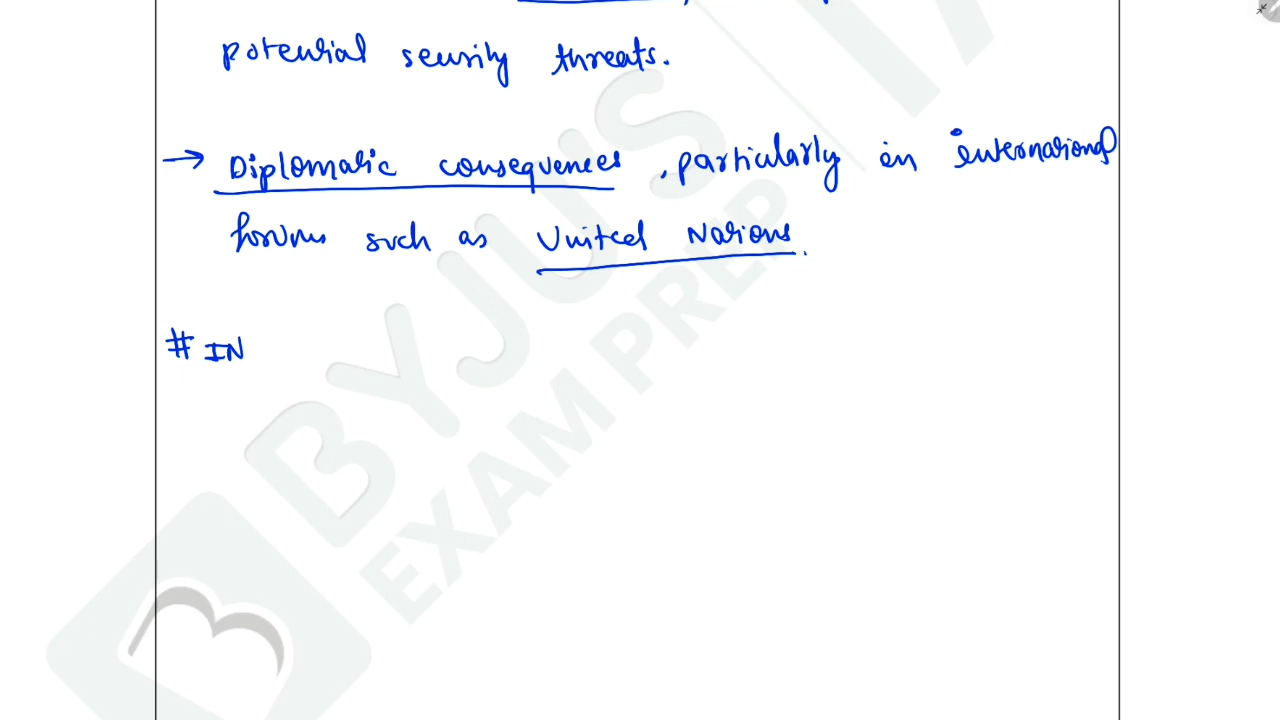 potential security threats.
→ Diplomatic consequences, particularly in international
forums such as United Nations.
# IN
BYJU'S
EXAM PREP